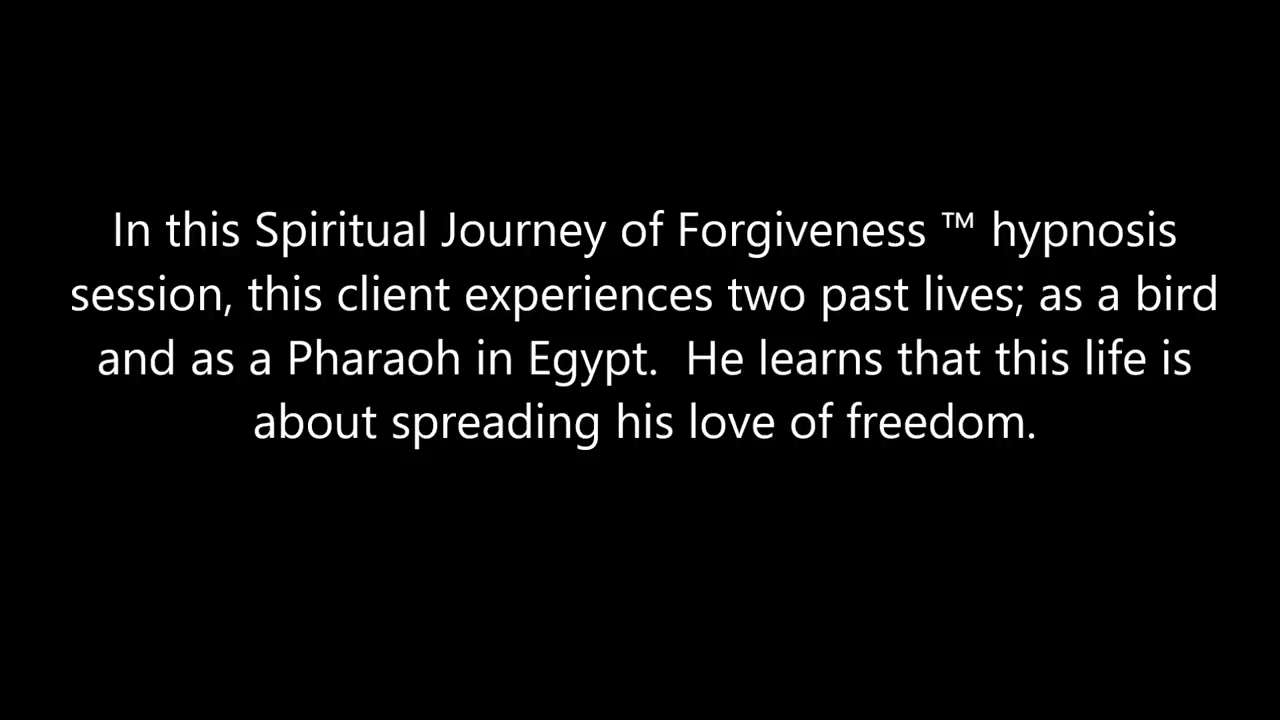 In this Spiritual Journey of Forgiveness ™ hypnosis
session, this client experiences two past lives; as a bird
and as a Pharaoh in Egypt.  He learns that this life is
about spreading his love of freedom.